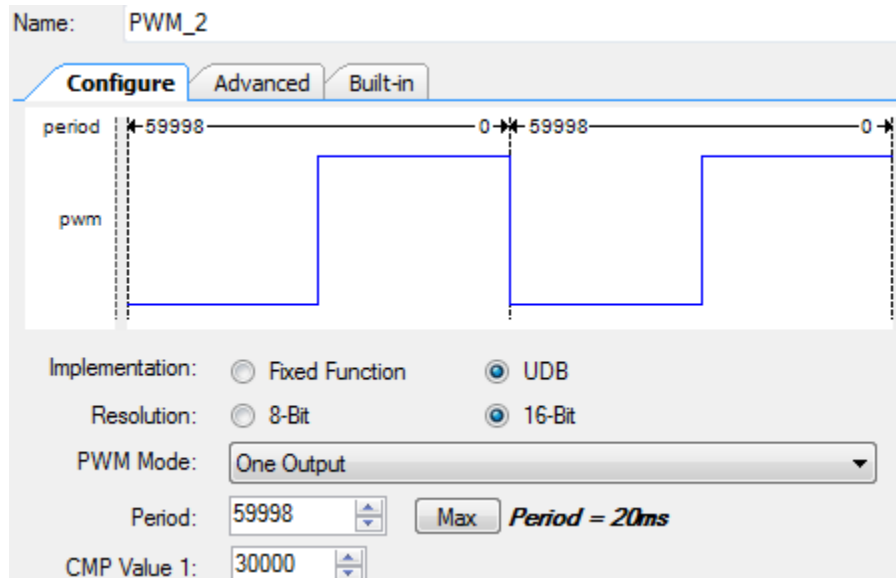 Name: PWM_2
Configure Advanced Built-in
period 59998 0 59998 0
pwm
Implementation: Fixed Function UDB
Resolution: 8-Bit 16-Bit
PWM Mode: One Output
Period: 59998 Max Period = 20ms
CMP Value 1: 30000